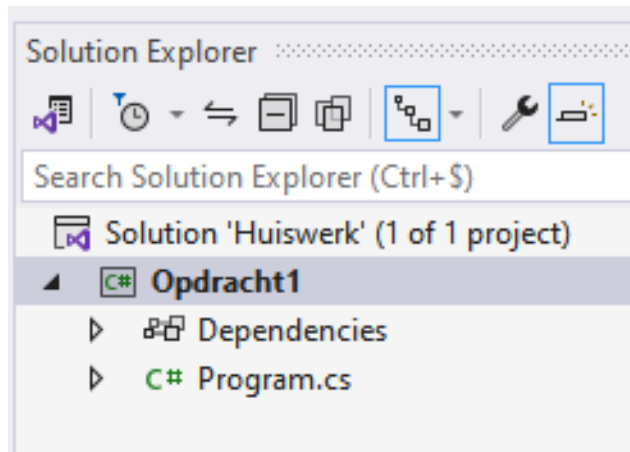 Solution Explorer
Search Solution Explorer (Ctrl+$)
Solution 'Huiswerk' (1 of 1 project)
C# Opdracht1
Dependencies
C# Program.cs